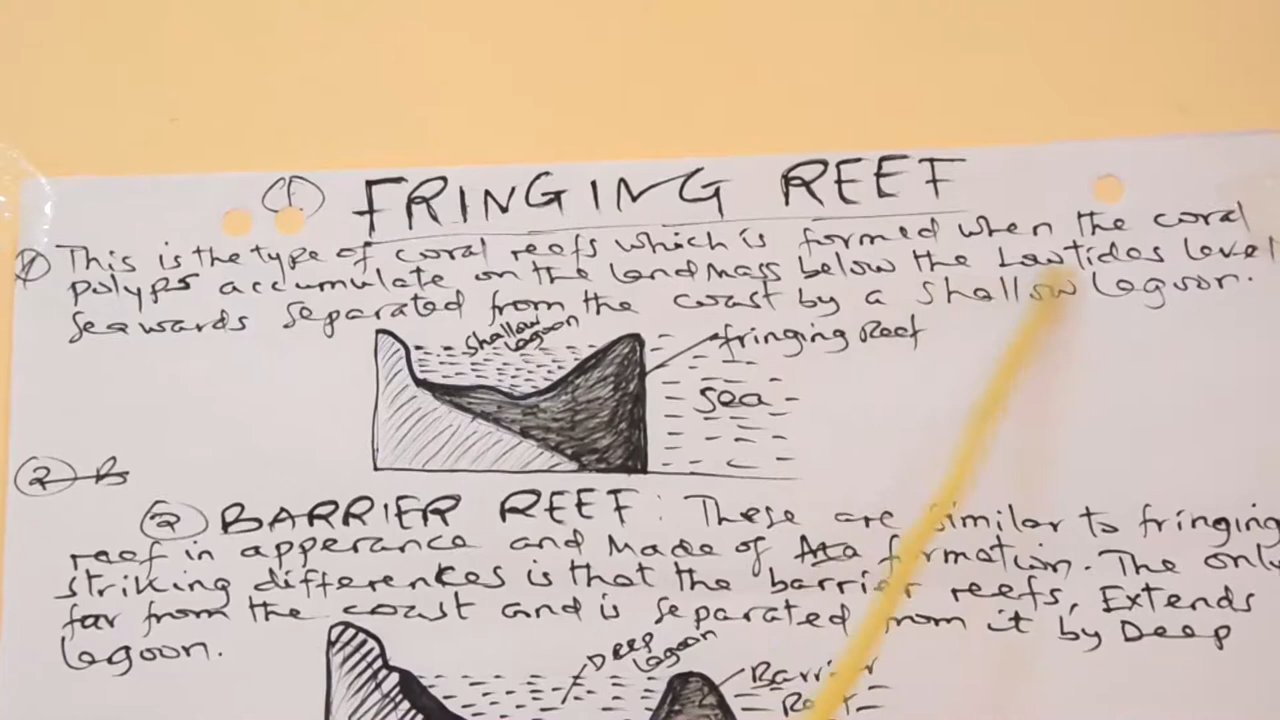 ① FRINGING REEF
This is the type of coral reefs which is formed when the coral
polyps accumulate on the landmass below the Low tides level
seawards separated from the coast by a shallow lagoon.
shallow
lagoon
fringing Reef
sea
② B
② BARRIER REEF: These are similar to fringing
reef in apperance and Made of formation. The only
striking differences is that the barrier reefs, Extends
far from the coast and is separated from it by Deep
lagoon.
Deep
lagoon
Barrier
Reef